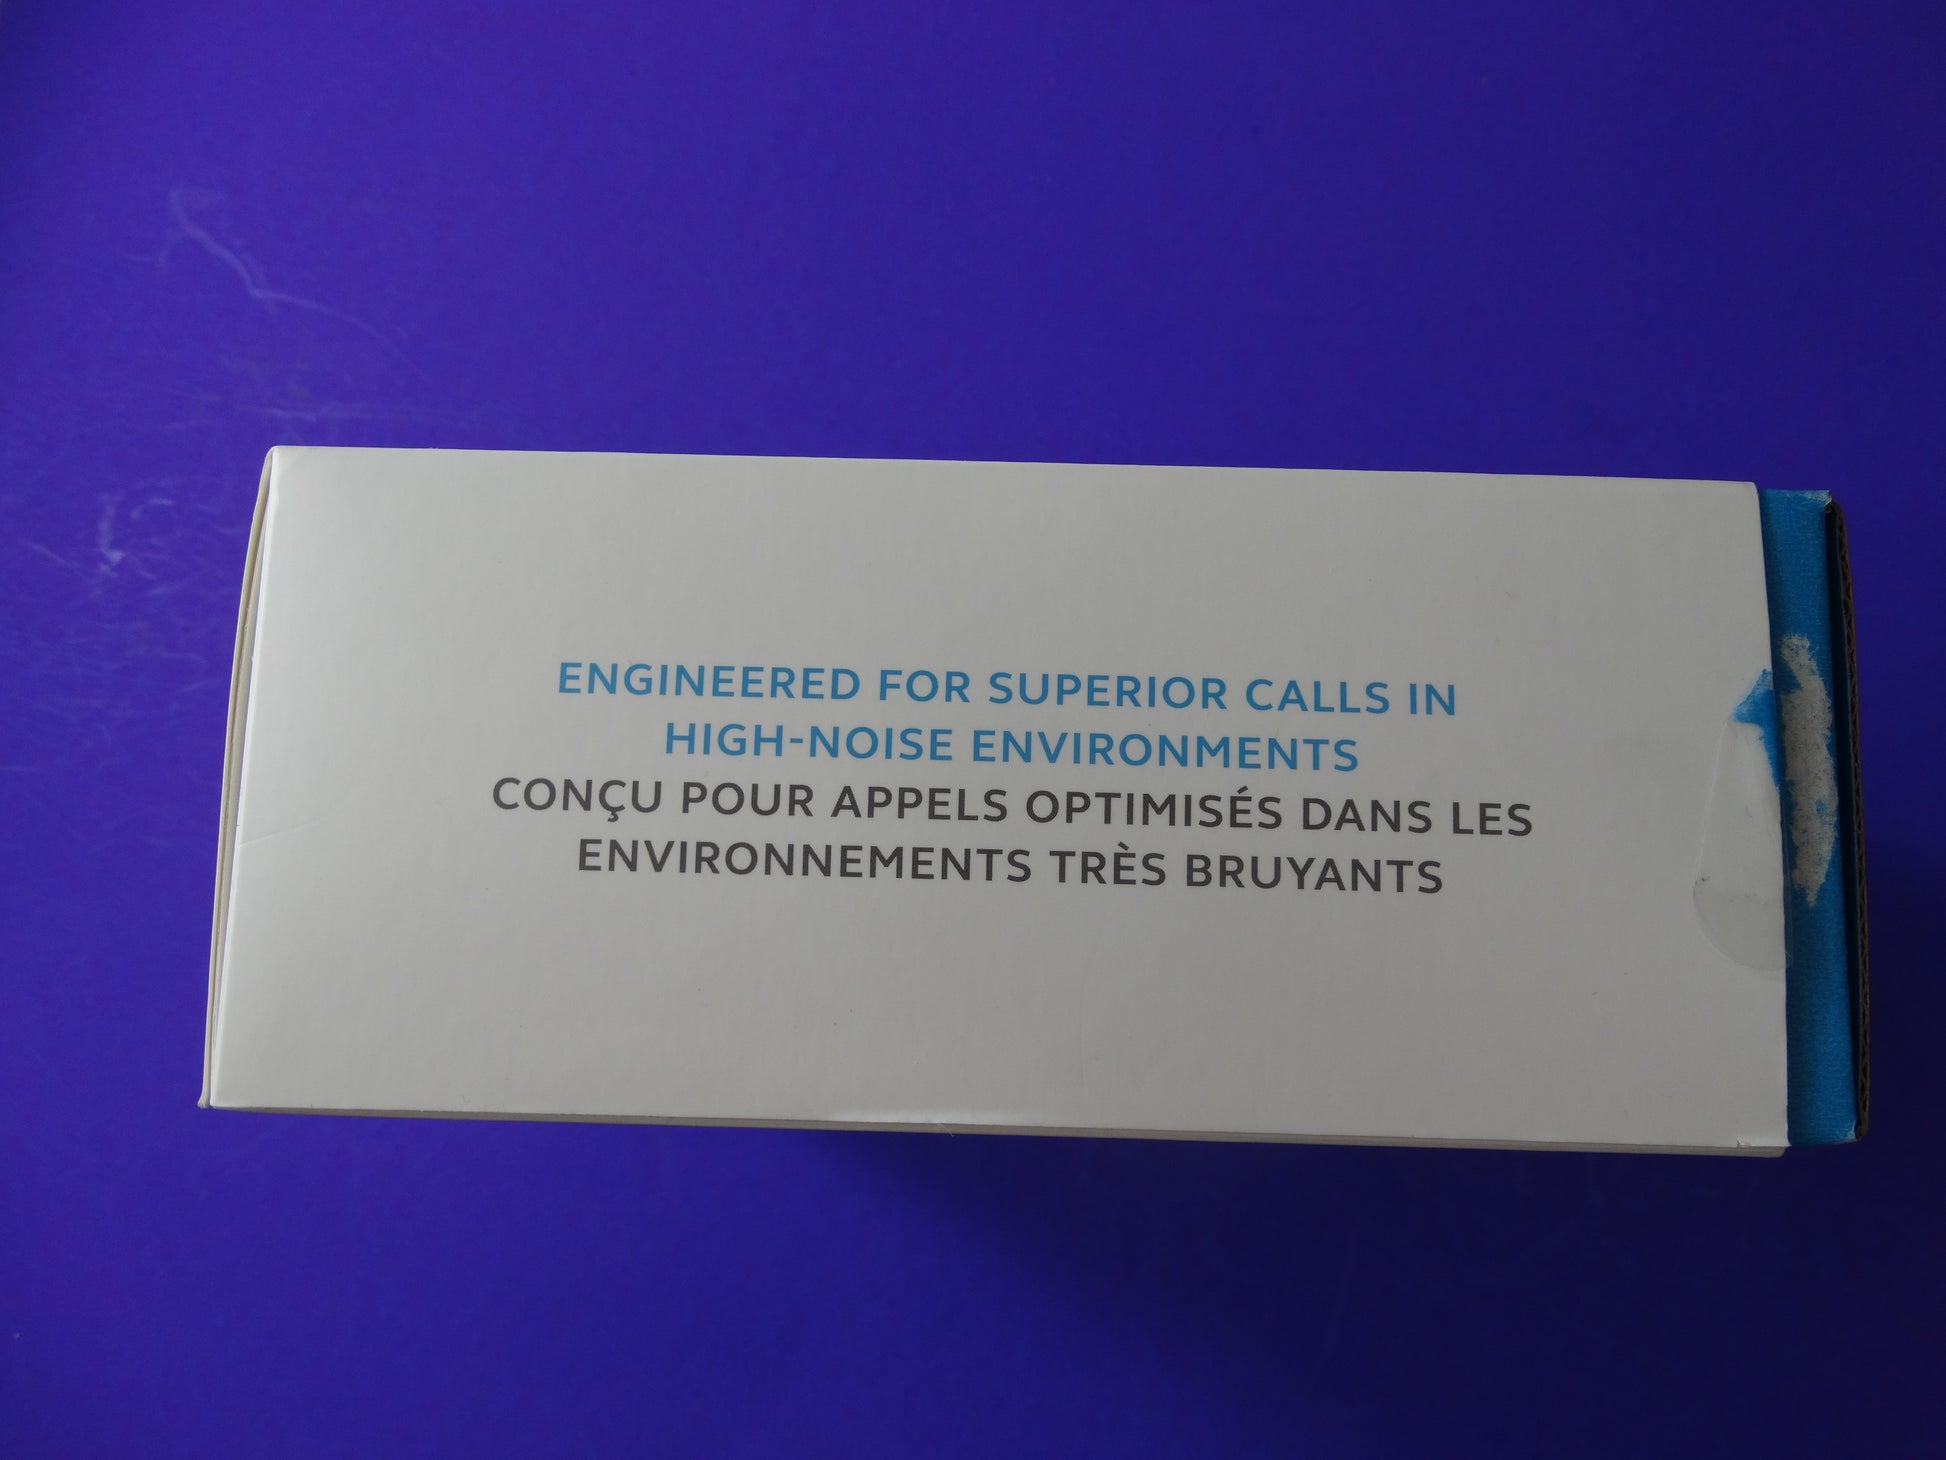 ENGINEERED FOR SUPERIOR CALLS IN
HIGH-NOISE ENVIRONMENTS
CONÇU POUR APPELS OPTIMISÉS DANS LES
ENVIRONNEMENTS TRÈS BRUYANTS